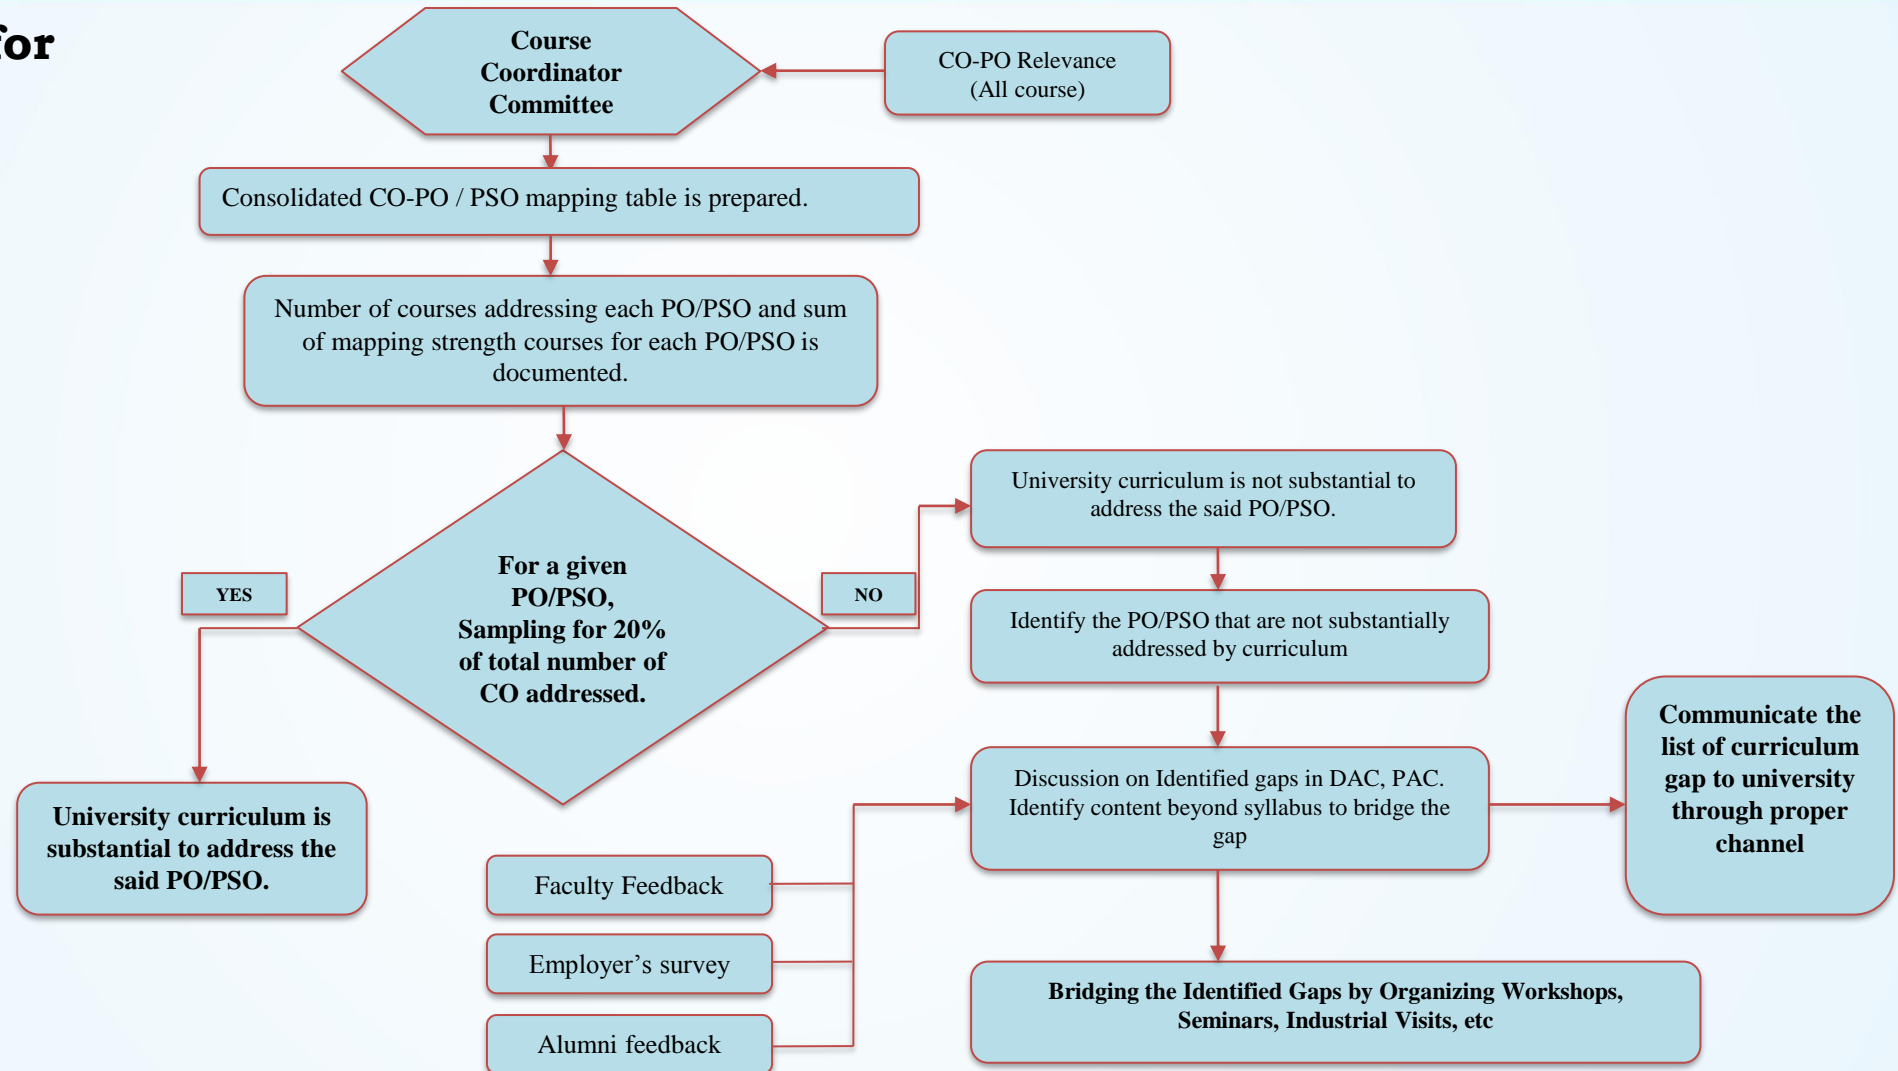 for
Course
Coordinator
Committee
CO-PO Relevance
(All course)
Consolidated CO-PO / PSO mapping table is prepared.
Number of courses addressing each PO/PSO and sum
of mapping strength courses for each PO/PSO is
documented.
For a given
PO/PSO,
Sampling for 20%
of total number of
CO addressed.
YES
NO
University curriculum is
substantial to address the
said PO/PSO.
University curriculum is not substantial to
address the said PO/PSO.
Identify the PO/PSO that are not substantially
addressed by curriculum
Discussion on Identified gaps in DAC, PAC.
Identify content beyond syllabus to bridge the
gap
Communicate the
list of curriculum
gap to university
through proper
channel
Faculty Feedback
Employer’s survey
Alumni feedback
Bridging the Identified Gaps by Organizing Workshops,
Seminars, Industrial Visits, etc